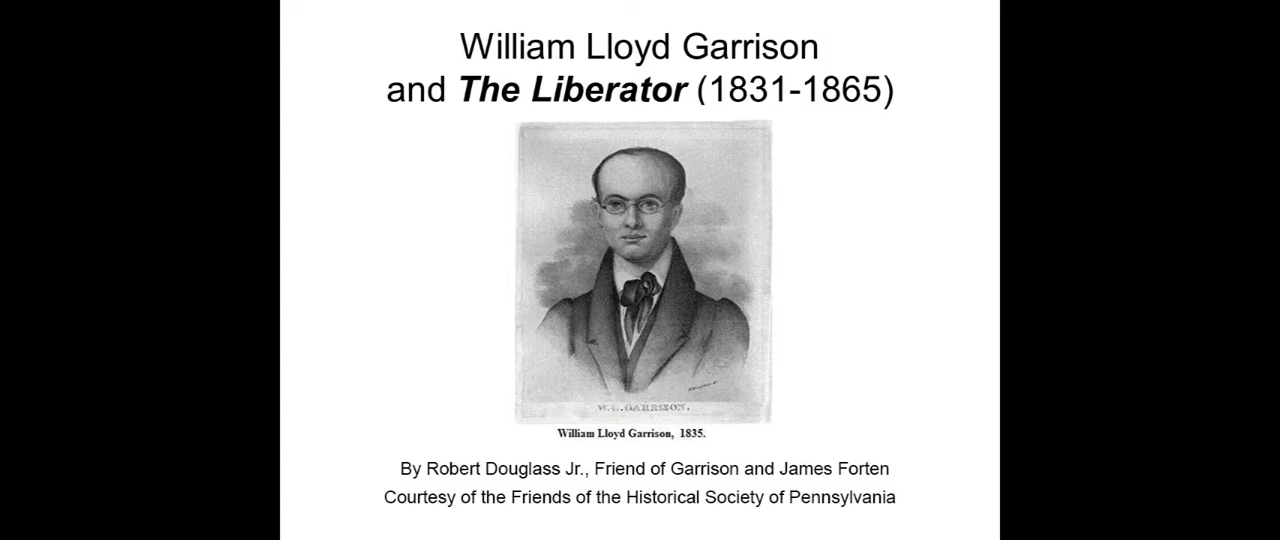 William Lloyd Garrison
and The Liberator (1831-1865)
W. L. GARRISON.
William Lloyd Garrison, 1835.
By Robert Douglass Jr., Friend of Garrison and James Forten
Courtesy of the Friends of the Historical Society of Pennsylvania